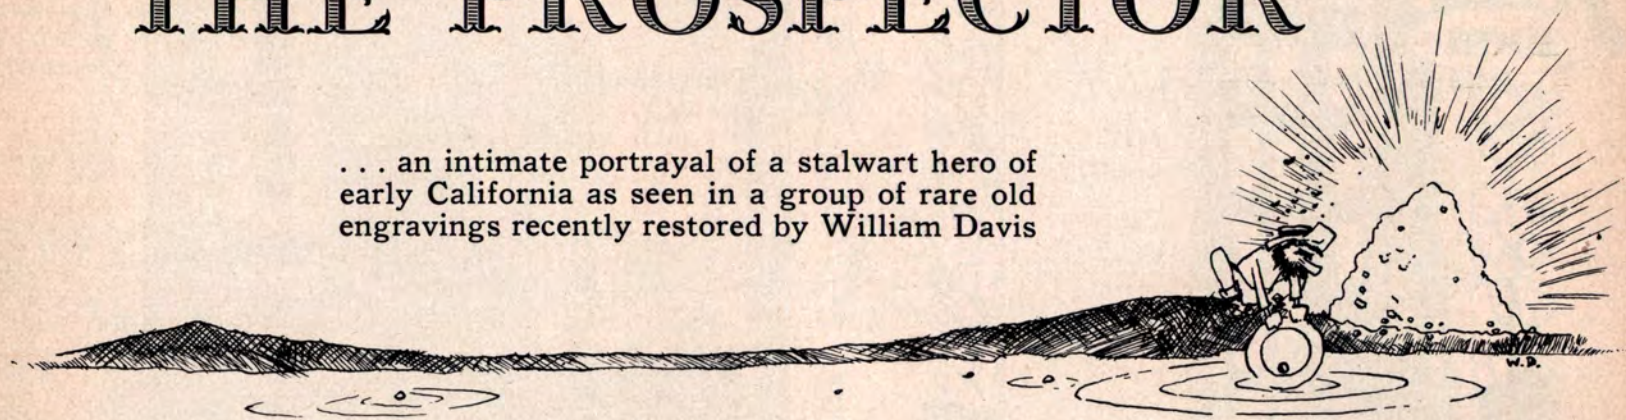 THE PROSPECTOR
. . . an intimate portrayal of a stalwart hero of
early California as seen in a group of rare old
engravings recently restored by William Davis
W.D.